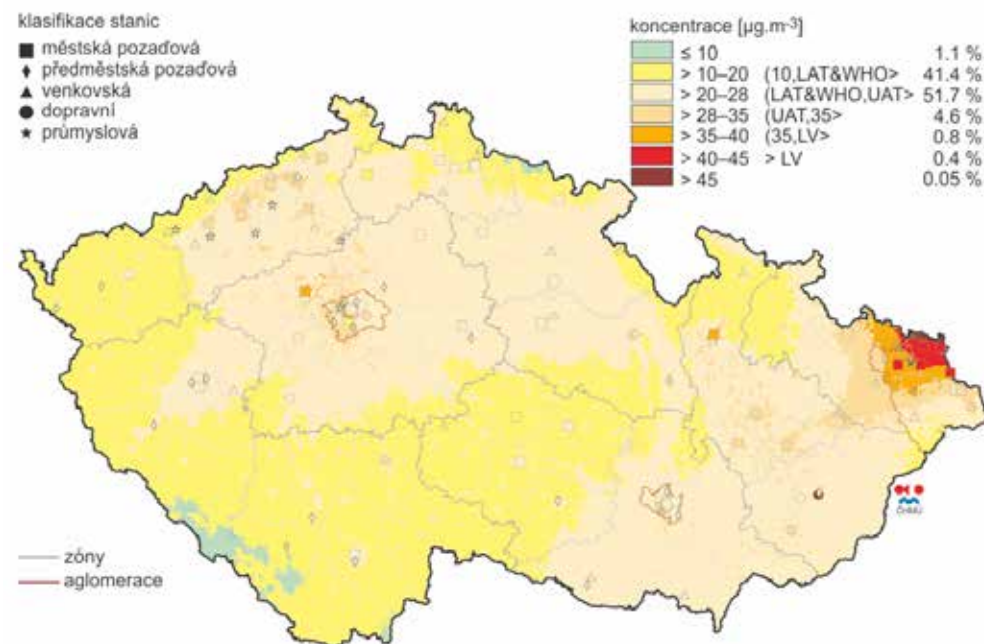 klasifikace stanic
městská pozaďová
předměstská pozaďová
venkovská
dopravní
průmyslová
koncentrace [µg.m-³]
≤ 10 1.1 %
> 10–20 (10,LAT&WHO> 41.4 %
> 20–28 (LAT&WHO,UAT> 51.7 %
> 28–35 (UAT,35> 4.6 %
> 35–40 (35,LV> 0.8 %
> 40–45 > LV 0.4 %
> 45 0.05 %
zóny
aglomerace